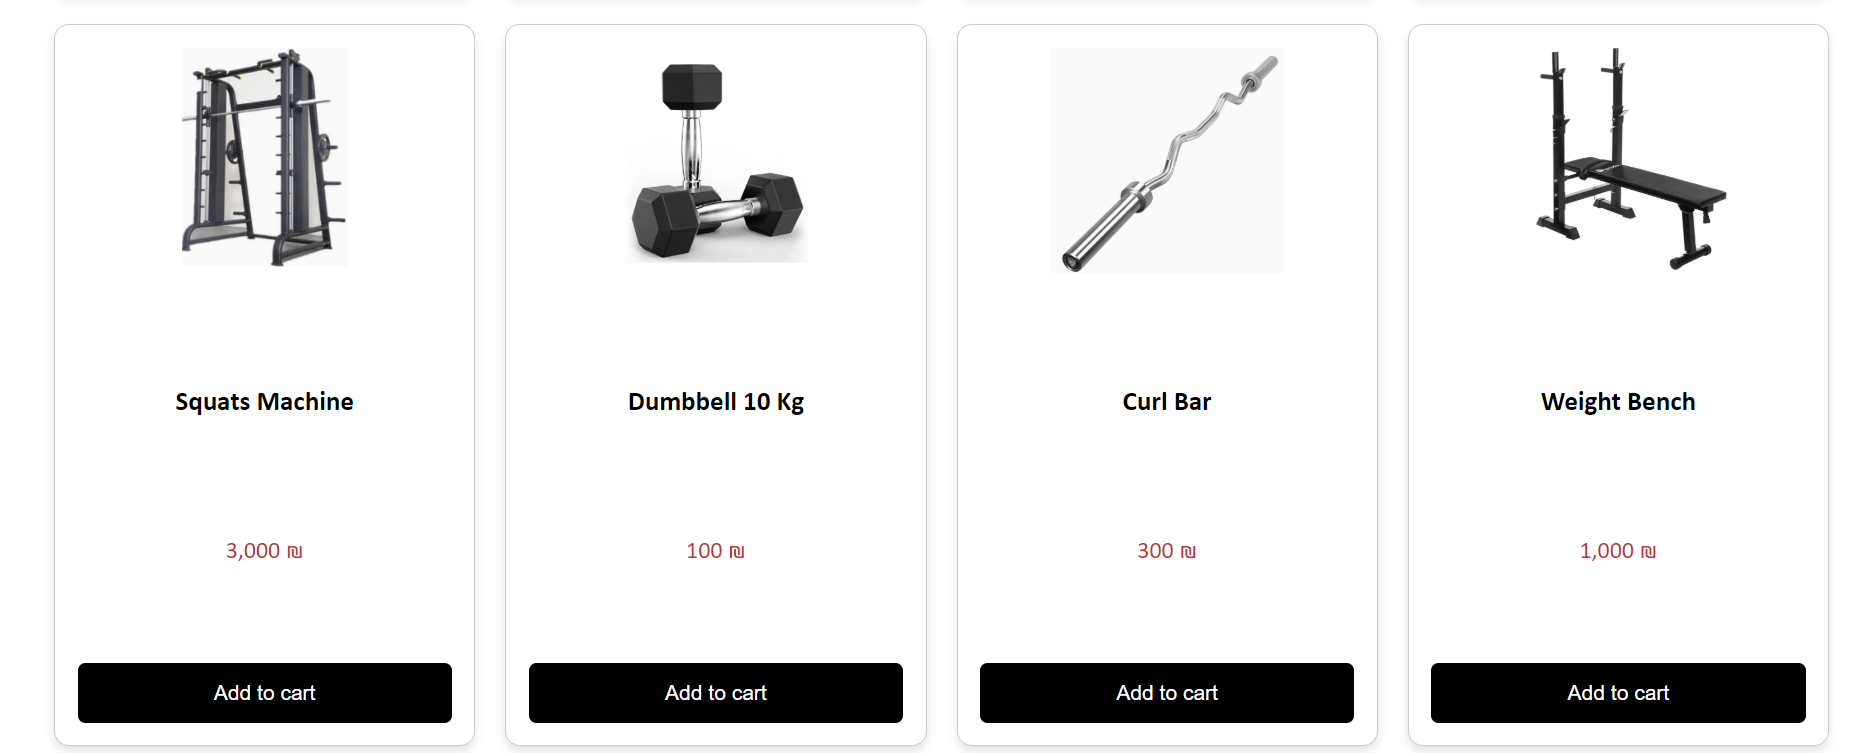 Squats Machine
3,000 ₪
Add to cart
Dumbbell 10 Kg
100 ₪
Add to cart
Curl Bar
300 ₪
Add to cart
Weight Bench
1,000 ₪
Add to cart